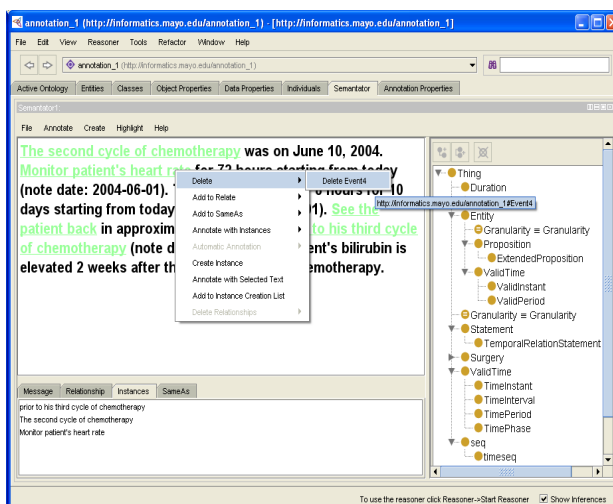 annotation_1 (http://informatics.mayo.edu/annotation_1) - [http://informatics.mayo.edu/annotation_1]
File Edit View Reasoner Tools Refactor Window Help
annotation_1 (http://informatics.mayo.edu/annotation_1)
Active Ontology Entities Classes Object Properties Data Properties Individuals Semantator Annotation Properties
Semantator1:
File Annotate Create Highlight Help
The second cycle of chemotherapy was on June 10, 2004.
Monitor patient's heart rate for 72 hours starting from today
(note date: 2004-06-01). hours for 10
days starting from today 1). See the
patient back in approxim to his third cycle
of chemotherapy (note d ent's bilirubin is
elevated 2 weeks after th emotherapy.
Delete
Add to Relate
Add to SameAs
Annotate with Instances
Automatic Annotation
Create Instance
Annotate with Selected Text
Add to Instance Creation List
Delete Relationships
Delete Event4
http://informatics.mayo.edu/annotation_1#Event4
Thing
Duration
Entity
Granularity ≡ Granularity
Proposition
ExtendedProposition
ValidTime
ValidInstant
ValidPeriod
Granularity ≡ Granularity
Statement
TemporalRelationStatement
Surgery
ValidTime
TimeInstant
TimeInterval
TimePeriod
TimePhase
seq
timeseq
Message Relationship Instances SameAs
prior to his third cycle of chemotherapy
The second cycle of chemotherapy
Monitor patient's heart rate
To use the reasoner click Reasoner->Start Reasoner Show Inferences